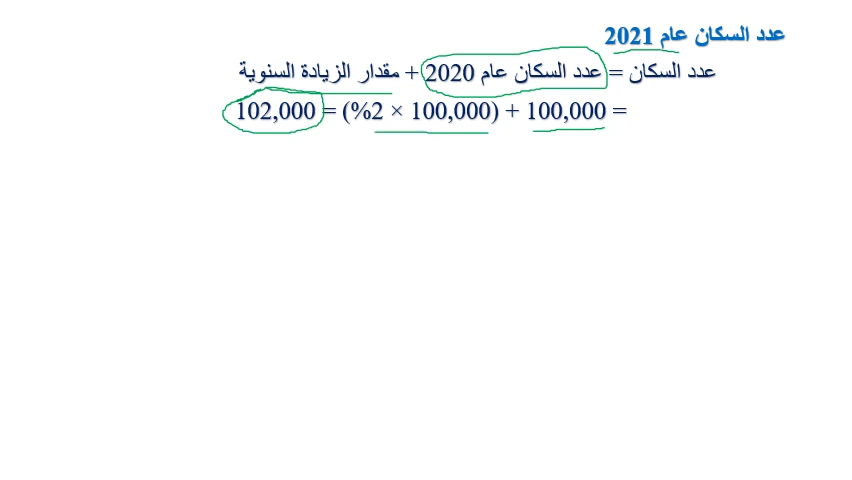 عدد السكان عام 2021
عدد السكان = عدد السكان عام 2020 + مقدار الزيادة السنوية
= 100,000 + (100,000 × 2%) = 102,000